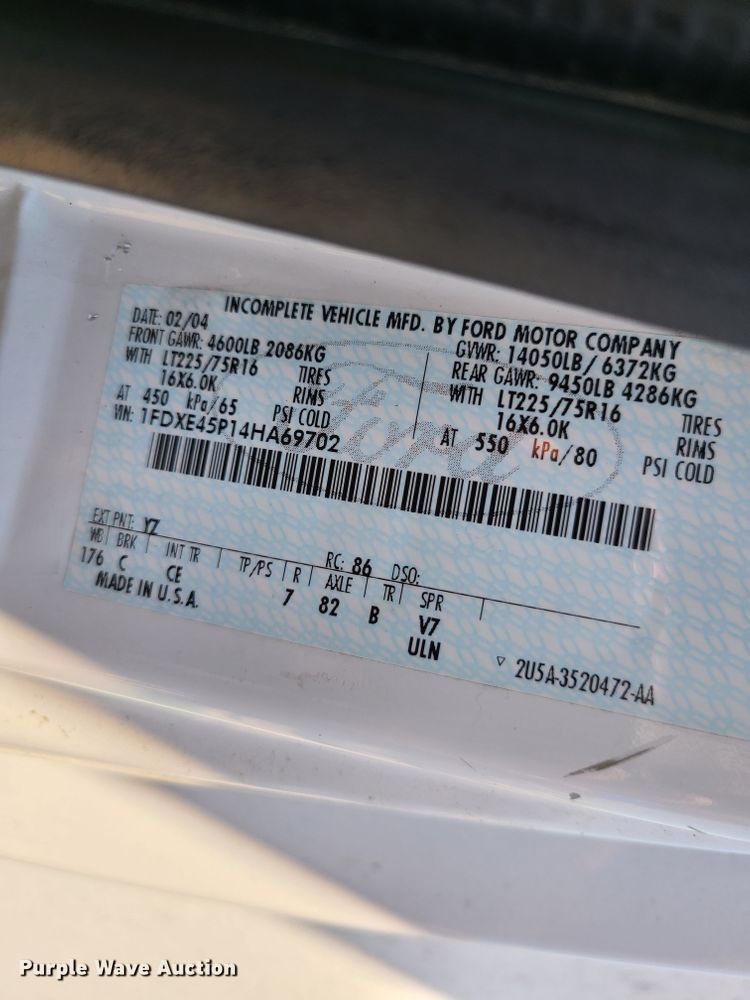 INCOMPLETE VEHICLE MFD. BY FORD MOTOR COMPANY
DATE: 02/04 GVWR: 14050LB/ 6372KG
FRONT GAWR: 4600LB 2086KG REAR GAWR: 9450LB 4286KG
WITH LT225/75R16 TIRES WITH LT225/75R16 TIRES
16X6.0K RIMS 16X6.0K RIMS
AT 450 kPa/65 PSI COLD AT 550 kPa/80 PSI COLD
VIN: 1FDXE45P14HA69702
Ford
EXT PNT: YZ RC: 86 DSO:
WB BRK INT TR TP/PS R AXLE TR SPR
176 C CE 7 82 B V7
MADE IN U.S.A. ULN
2U5A-3520472-AA
Purple Wave Auction